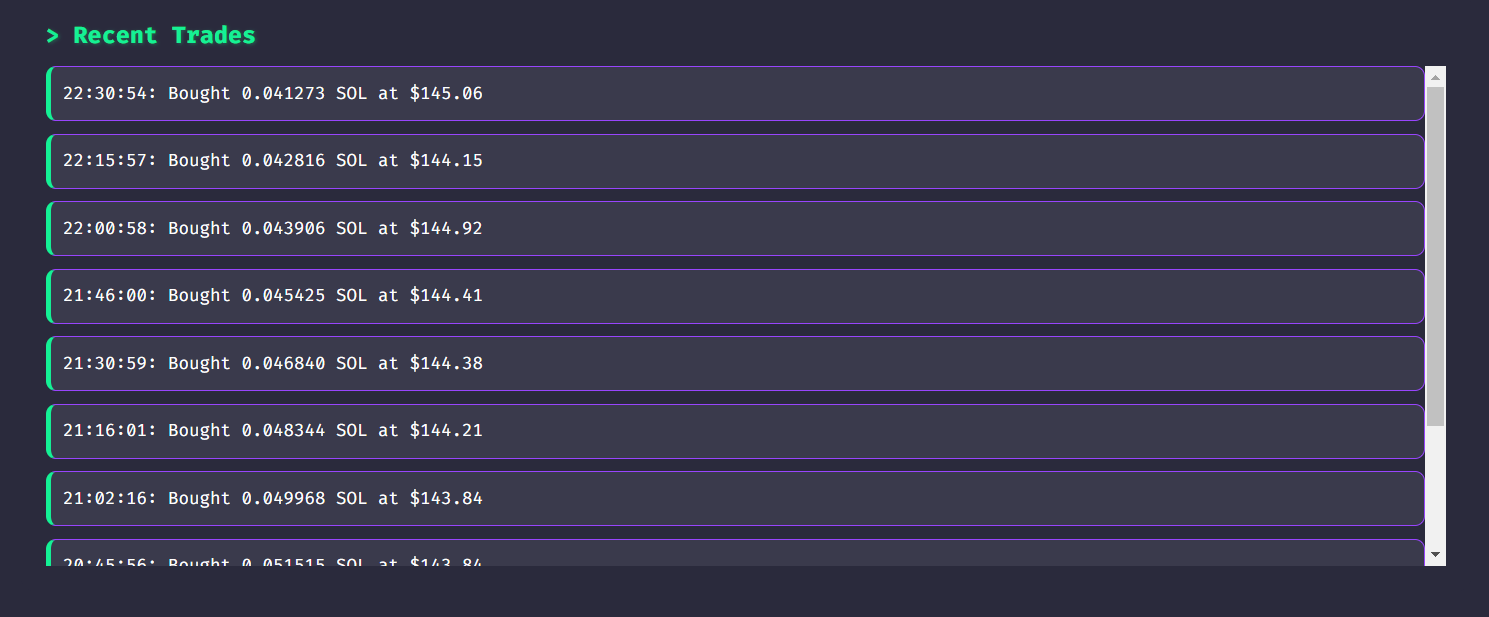 > Recent Trades
22:30:54: Bought 0.041273 SOL at $145.06
22:15:57: Bought 0.042816 SOL at $144.15
22:00:58: Bought 0.043906 SOL at $144.92
21:46:00: Bought 0.045425 SOL at $144.41
21:30:59: Bought 0.046840 SOL at $144.38
21:16:01: Bought 0.048344 SOL at $144.21
21:02:16: Bought 0.049968 SOL at $143.84
20:45:56: Bought 0.051515 SOL at $143.84